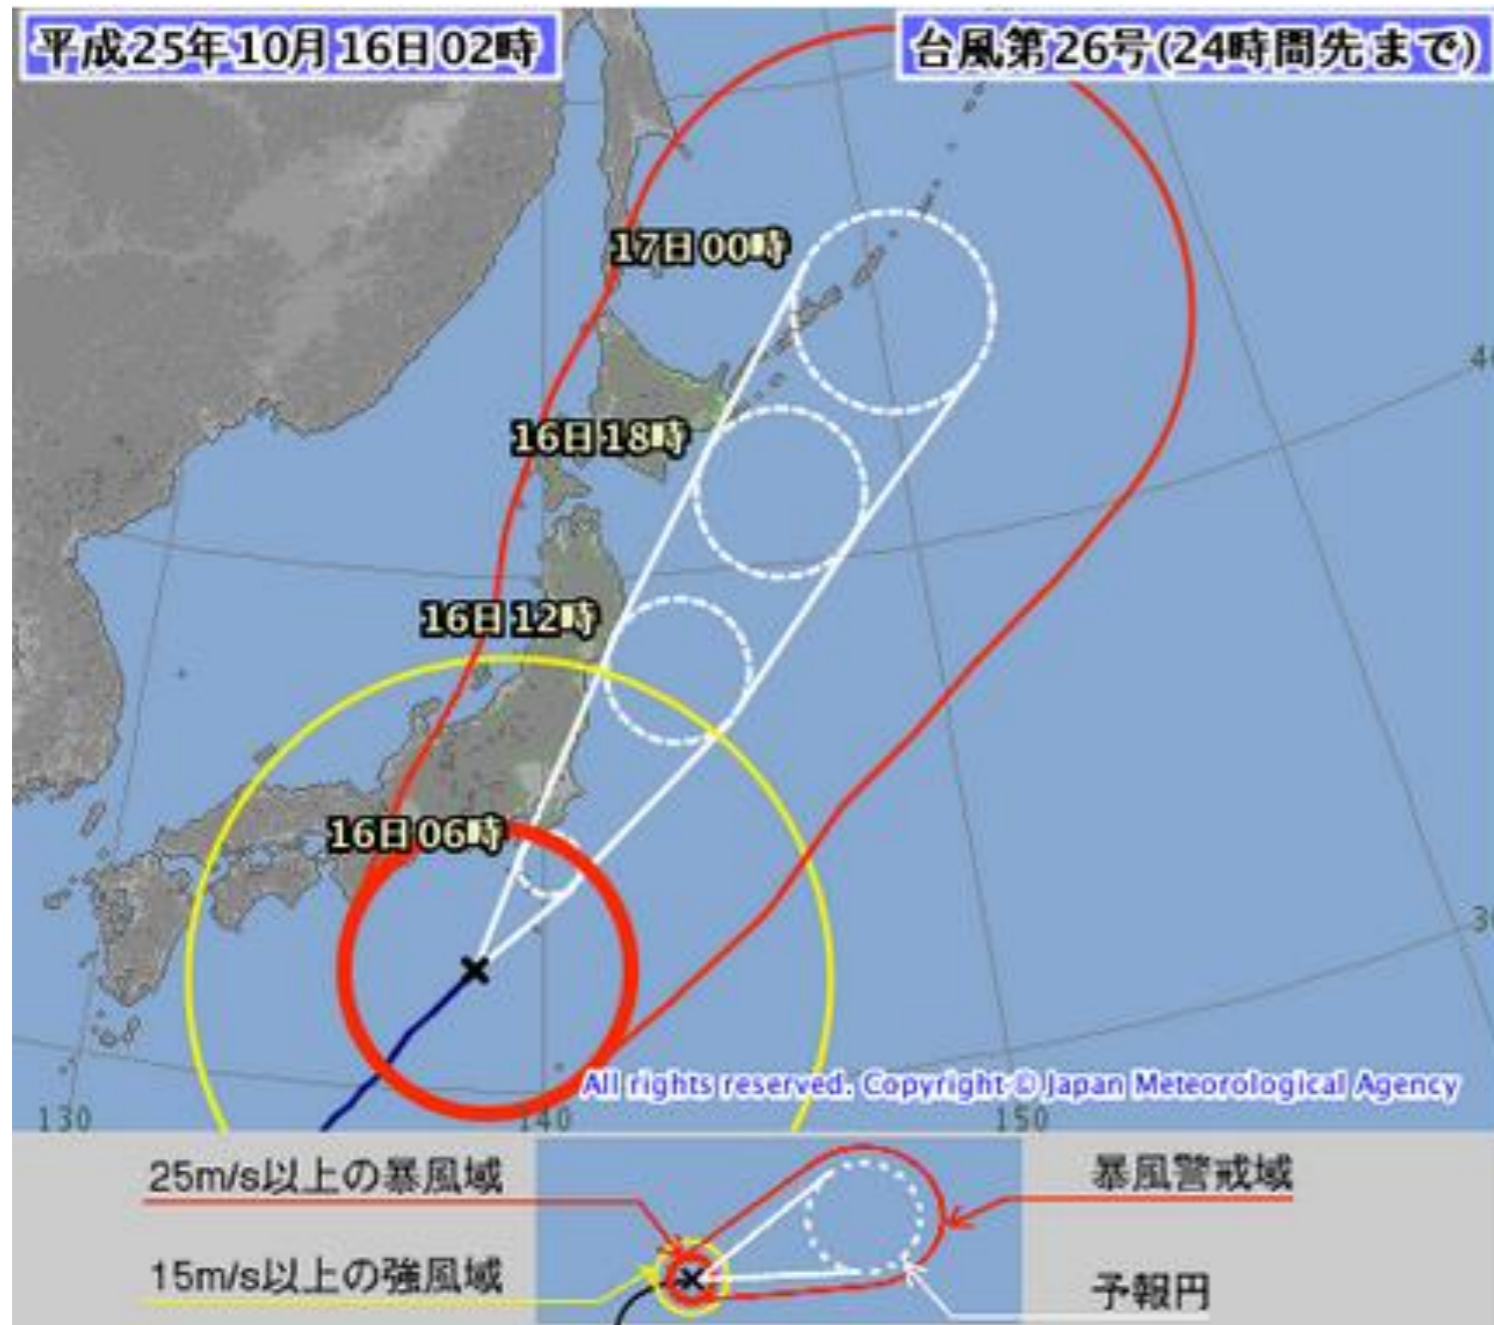 平成25年10月16日02時
台風第26号(24時間先まで)
17日00時
16日18時
16日12時
16日06時
All rights reserved. Copyright © Japan Meteorological Agency
130
140
150
25m/s以上の暴風域
暴風警戒域
15m/s以上の強風域
予報円